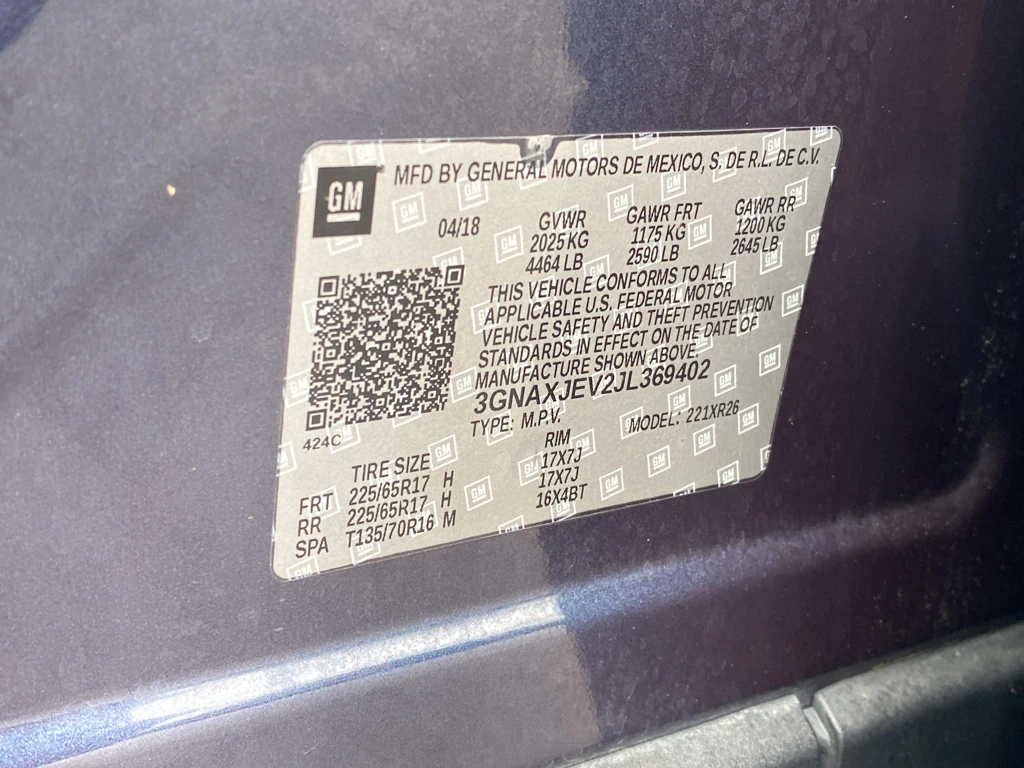 GM
MFD BY GENERAL MOTORS DE MEXICO, S. DE R.L. DE C.V.
04/18 GVWR GAWR FRT GAWR RR
2025 KG 1175 KG 1200 KG
4464 LB 2590 LB 2645 LB
THIS VEHICLE CONFORMS TO ALL
APPLICABLE U.S. FEDERAL MOTOR
VEHICLE SAFETY AND THEFT PREVENTION
STANDARDS IN EFFECT ON THE DATE OF
MANUFACTURE SHOWN ABOVE.
3GNAXJEV2JL369402
TYPE: M.P.V. MODEL: 221XR26
424C
TIRE SIZE RIM
FRT 225/65R17 H 17X7J
RR 225/65R17 H 17X7J
SPA T135/70R16 M 16X4BT